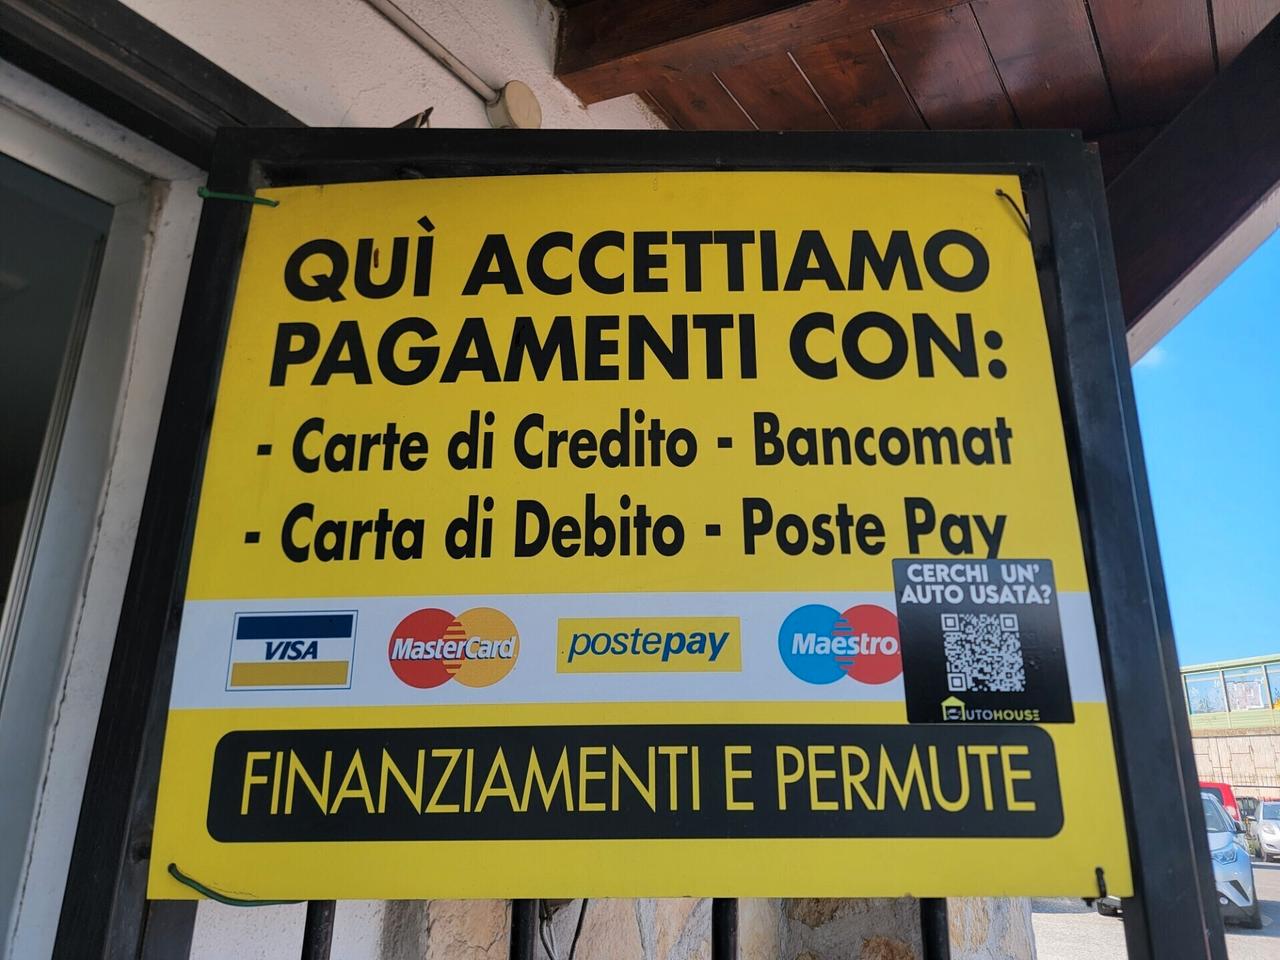 QUÌ ACCETTIAMO
PAGAMENTI CON:
- Carte di Credito - Bancomat
- Carta di Debito - Poste Pay
CERCHI UN'
AUTO USATA?
VISA MasterCard postepay Maestro
AUTOHOUSE
FINANZIAMENTI E PERMUTE